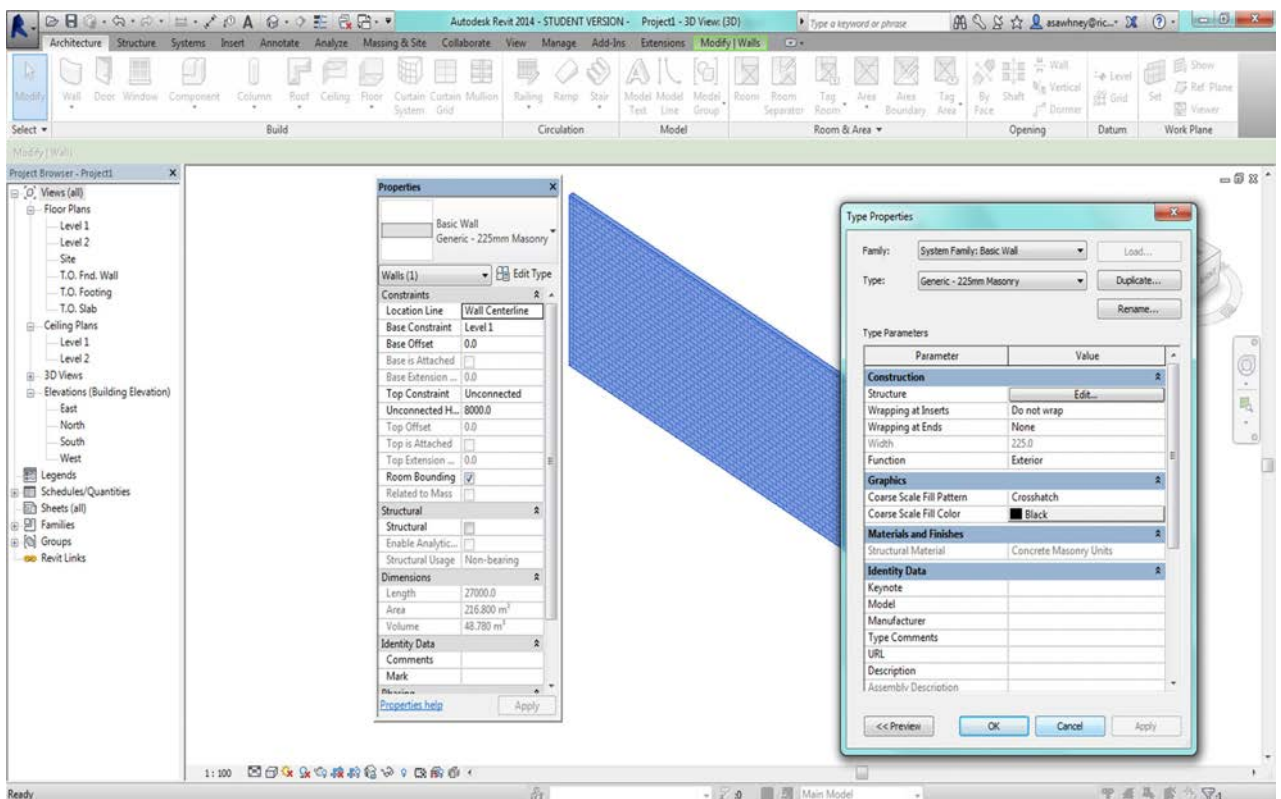 Autodesk Revit 2014 - STUDENT VERSION - Project1 - 3D View: {3D}
Type a keyword or phrase
asawhney@ric...
Architecture Structure Systems Insert Annotate Analyze Massing & Site Collaborate View Manage Add-Ins Extensions Modify | Walls
Modify Wall Door Window Component Column Roof Ceiling Floor Curtain System Curtain Grid Mullion Railing Ramp Stair Model Text Model Line Model Group Room Room Separator Tag Room Area Area Boundary Tag Area By Face Shaft Wall Vertical Dormer Level Grid Set Show Ref Plane Viewer
Select Build Circulation Model Room & Area Opening Datum Work Plane
Modify | Walls
Project Browser - Project1
Views (all)
Floor Plans
Level 1
Level 2
Site
T.O. Fnd. Wall
T.O. Footing
T.O. Slab
Ceiling Plans
Level 1
Level 2
3D Views
Elevations (Building Elevation)
East
North
South
West
Legends
Schedules/Quantities
Sheets (all)
Families
Groups
Revit Links
Properties
Basic Wall
Generic - 225mm Masonry
Walls (1) Edit Type
Constraints
Location Line Wall Centerline
Base Constraint Level 1
Base Offset 0.0
Base is Attached
Base Extension ... 0.0
Top Constraint Unconnected
Unconnected H... 8000.0
Top Offset 0.0
Top is Attached
Top Extension ... 0.0
Room Bounding
Related to Mass
Structural
Structural
Enable Analytic...
Structural Usage Non-bearing
Dimensions
Length 27000.0
Area 216.800 m²
Volume 48.780 m³
Identity Data
Comments
Mark
Phasing
Properties help Apply
Type Properties
Family: System Family: Basic Wall Load...
Type: Generic - 225mm Masonry Duplicate...
Rename...
Type Parameters
Parameter Value
Construction
Structure Edit...
Wrapping at Inserts Do not wrap
Wrapping at Ends None
Width 225.0
Function Exterior
Graphics
Coarse Scale Fill Pattern Crosshatch
Coarse Scale Fill Color Black
Materials and Finishes
Structural Material Concrete Masonry Units
Identity Data
Keynote
Model
Manufacturer
Type Comments
URL
Description
Assembly Description
<< Preview OK Cancel Apply
1 : 100
Ready :0 Main Model :1